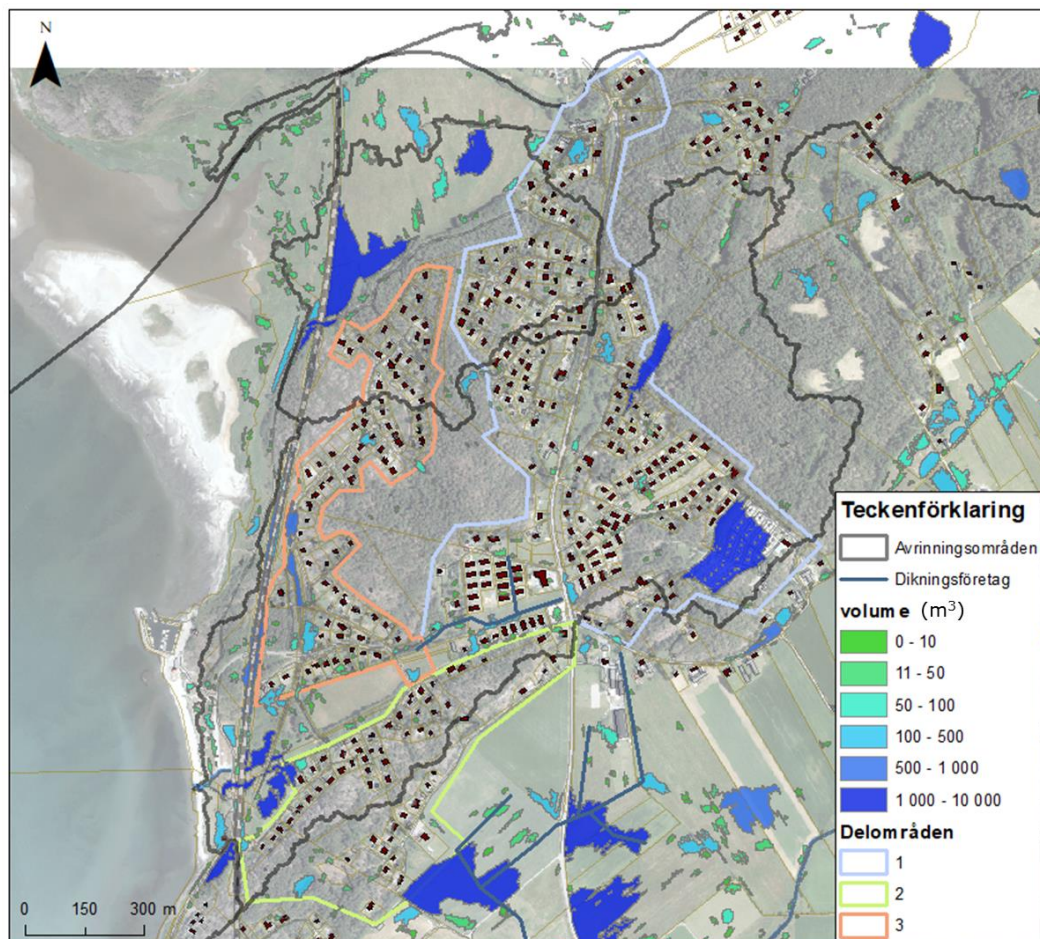 N
Teckenförklaring
Avrinningsområden
Dikningsföretag
volume (m³)
0 - 10
11 - 50
50 - 100
100 - 500
500 - 1 000
1 000 - 10 000
Delområden
1
2
3
0 150 300 m